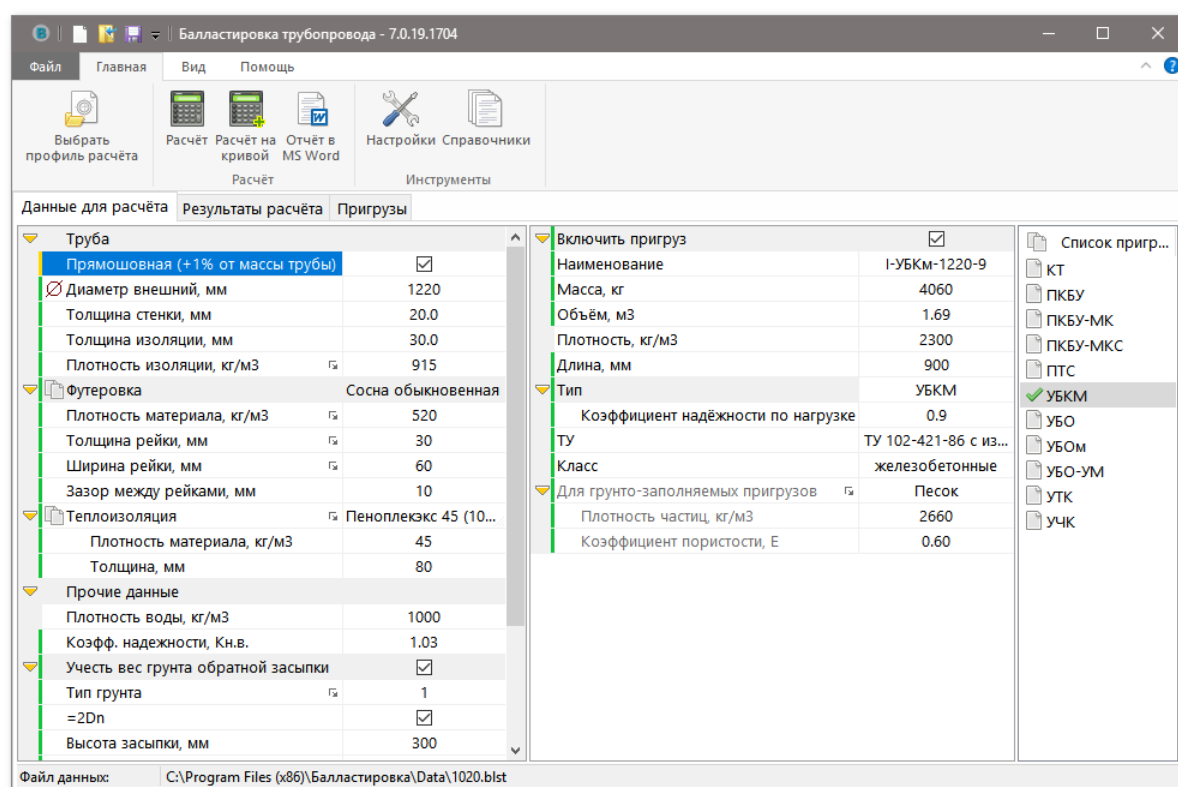 Балластировка трубопровода - 7.0.19.1704
Файл Главная Вид Помощь
Выбрать профиль расчёта
Расчёт
Расчёт на кривой
Отчёт в MS Word
Настройки
Справочники
Расчёт
Инструменты
Данные для расчёта Результаты расчёта Пригрузы
Труба
Прямошовная (+1% от массы трубы)
Диаметр внешний, мм 1220
Толщина стенки, мм 20.0
Толщина изоляции, мм 30.0
Плотность изоляции, кг/м3 915
Футеровка Сосна обыкновенная
Плотность материала, кг/м3 520
Толщина рейки, мм 30
Ширина рейки, мм 60
Зазор между рейками, мм 10
Теплоизоляция Пеноплекэкс 45 (10...
Плотность материала, кг/м3 45
Толщина, мм 80
Прочие данные
Плотность воды, кг/м3 1000
Коэфф. надежности, Кн.в. 1.03
Учесть вес грунта обратной засыпки
Тип грунта 1
=2Dn
Высота засыпки, мм 300
Включить пригруз
Наименование I-УБКм-1220-9
Масса, кг 4060
Объём, м3 1.69
Плотность, кг/м3 2300
Длина, мм 900
Тип УБКМ
Коэффициент надёжности по нагрузке 0.9
ТУ ТУ 102-421-86 с из...
Класс железобетонные
Для грунто-заполняемых пригрузов Песок
Плотность частиц, кг/м3 2660
Коэффициент пористости, Е 0.60
Список пригр...
КТ
ПКБУ
ПКБУ-МК
ПКБУ-МКС
ПТС
УБКМ
УБО
УБОм
УБО-УМ
УТК
УЧК
Файл данных: C:\Program Files (x86)\Балластировка\Data\1020.blst